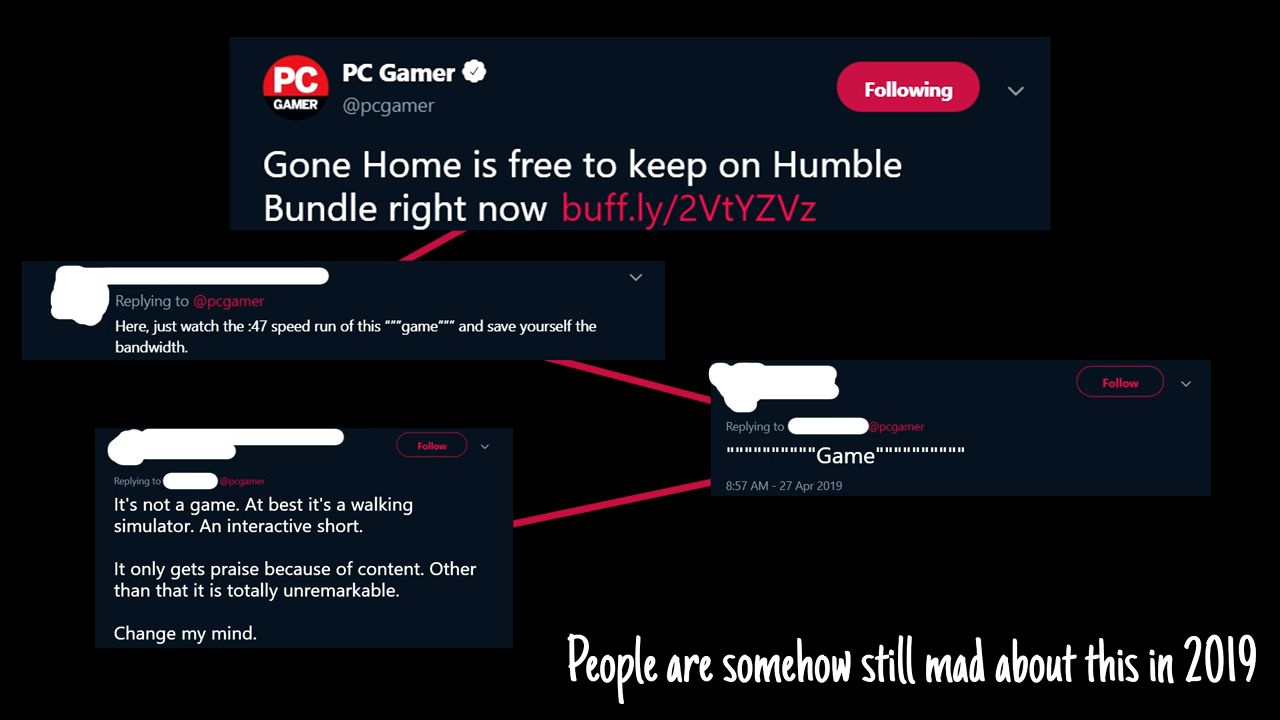 PC
GAMER
PC Gamer
@pcgamer
Following
Gone Home is free to keep on Humble
Bundle right now buff.ly/2VtYZVz
Replying to @pcgamer
Here, just watch the :47 speed run of this """game""" and save yourself the
bandwidth.
Follow
Replying to @pcgamer
""""""""""Game""""""""""
8:57 AM - 27 Apr 2019
Follow
Replying to @pcgamer
It's not a game. At best it's a walking
simulator. An interactive short.
It only gets praise because of content. Other
than that it is totally unremarkable.
Change my mind.
People are somehow still mad about this in 2019